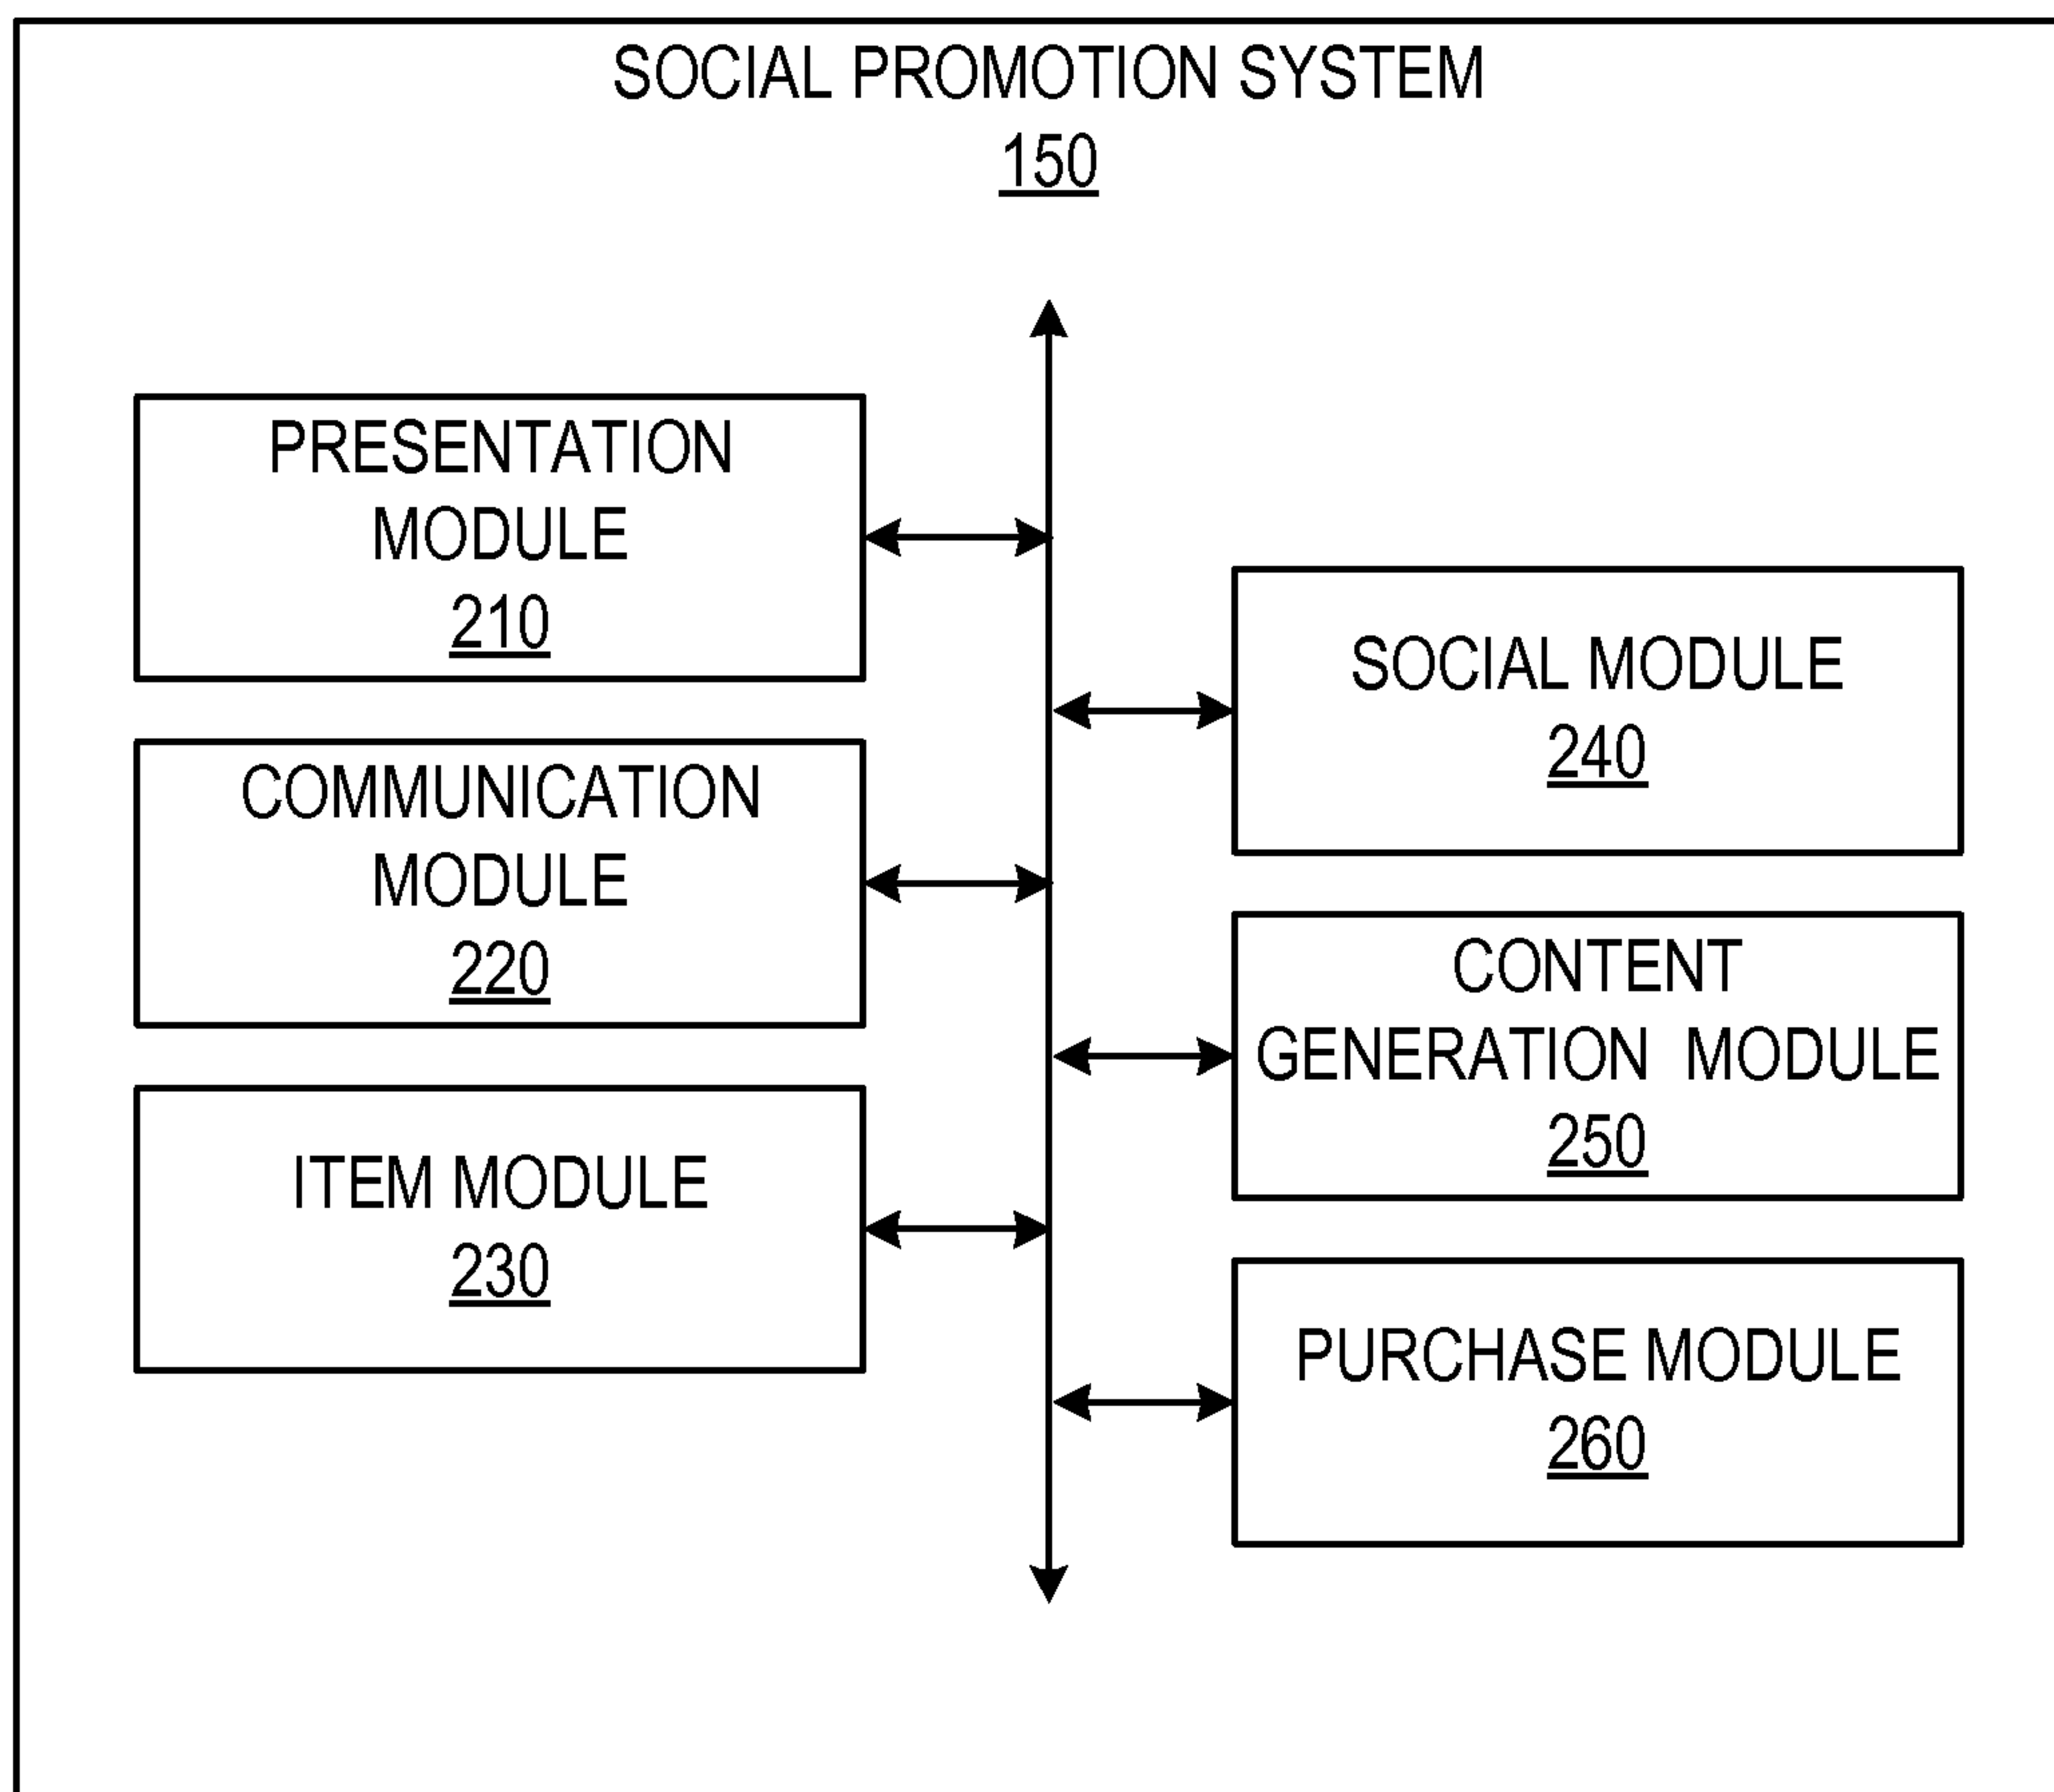 SOCIAL PROMOTION SYSTEM
150
PRESENTATION
MODULE
210
COMMUNICATION
MODULE
220
ITEM MODULE
230
SOCIAL MODULE
240
CONTENT
GENERATION MODULE
250
PURCHASE MODULE
260